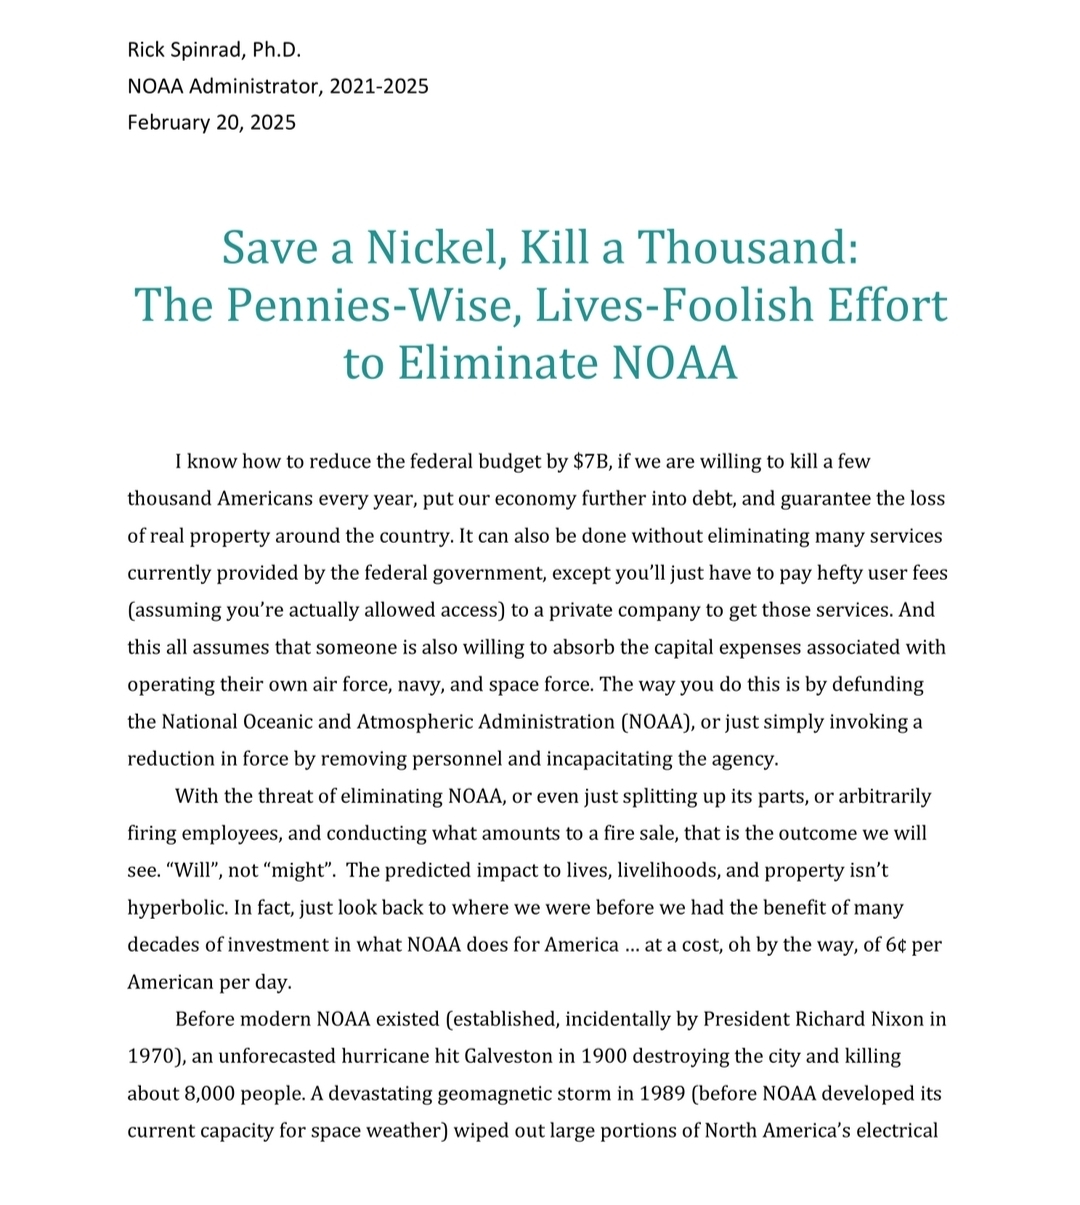 Rick Spinrad, Ph.D.
NOAA Administrator, 2021-2025
February 20, 2025
Save a Nickel, Kill a Thousand:
The Pennies-Wise, Lives-Foolish Effort
to Eliminate NOAA
I know how to reduce the federal budget by $7B, if we are willing to kill a few
thousand Americans every year, put our economy further into debt, and guarantee the loss
of real property around the country. It can also be done without eliminating many services
currently provided by the federal government, except you’ll just have to pay hefty user fees
(assuming you’re actually allowed access) to a private company to get those services. And
this all assumes that someone is also willing to absorb the capital expenses associated with
operating their own air force, navy, and space force. The way you do this is by defunding
the National Oceanic and Atmospheric Administration (NOAA), or just simply invoking a
reduction in force by removing personnel and incapacitating the agency.
With the threat of eliminating NOAA, or even just splitting up its parts, or arbitrarily
firing employees, and conducting what amounts to a fire sale, that is the outcome we will
see. “Will”, not “might”.  The predicted impact to lives, livelihoods, and property isn’t
hyperbolic. In fact, just look back to where we were before we had the benefit of many
decades of investment in what NOAA does for America … at a cost, oh by the way, of 6¢ per
American per day.
Before modern NOAA existed (established, incidentally by President Richard Nixon in
1970), an unforecasted hurricane hit Galveston in 1900 destroying the city and killing
about 8,000 people. A devastating geomagnetic storm in 1989 (before NOAA developed its
current capacity for space weather) wiped out large portions of North America’s electrical